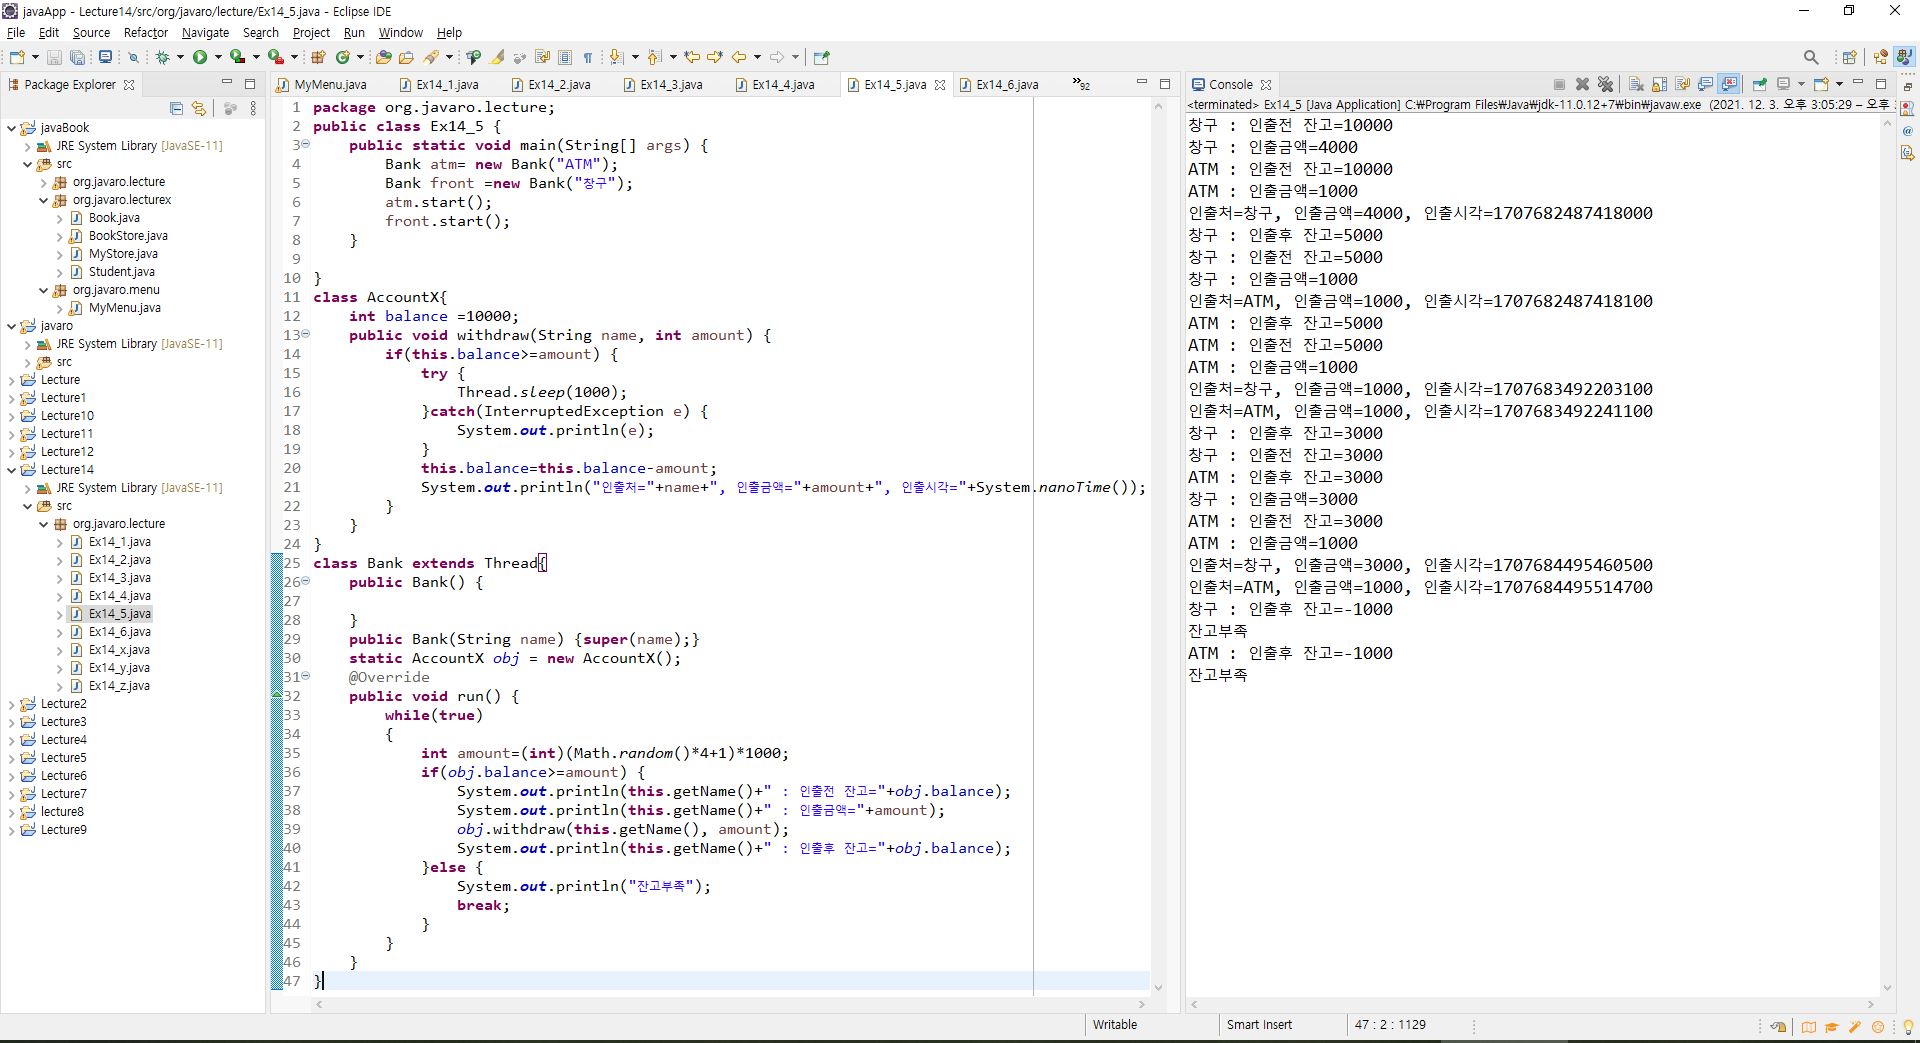 javaApp - Lecture14/src/org/javaro/lecture/Ex14_5.java - Eclipse IDE
File Edit Source Refactor Navigate Search Project Run Window Help
Package Explorer
javaBook
JRE System Library [JavaSE-11]
src
org.javaro.lecture
org.javaro.lecturex
Book.java
BookStore.java
MyStore.java
Student.java
org.javaro.menu
MyMenu.java
javaro
JRE System Library [JavaSE-11]
src
Lecture
Lecture1
Lecture10
Lecture11
Lecture12
Lecture14
JRE System Library [JavaSE-11]
src
org.javaro.lecture
Ex14_1.java
Ex14_2.java
Ex14_3.java
Ex14_4.java
Ex14_5.java
Ex14_6.java
Ex14_x.java
Ex14_y.java
Ex14_z.java
Lecture2
Lecture3
Lecture4
Lecture5
Lecture6
Lecture7
lecture8
Lecture9
MyMenu.java Ex14_1.java Ex14_2.java Ex14_3.java Ex14_4.java Ex14_5.java Ex14_6.java »92
1 package org.javaro.lecture;
2 public class Ex14_5 {
3     public static void main(String[] args) {
4         Bank atm= new Bank("ATM");
5         Bank front =new Bank("창구");
6         atm.start();
7         front.start();
8     }
9
10 }
11 class AccountX{
12     int balance =10000;
13     public void withdraw(String name, int amount) {
14         if(this.balance>=amount) {
15             try {
16                 Thread.sleep(1000);
17             }catch(InterruptedException e) {
18                 System.out.println(e);
19             }
20             this.balance=this.balance-amount;
21             System.out.println("인출처="+name+", 인출금액="+amount+", 인출시각="+System.nanoTime());
22         }
23     }
24 }
25 class Bank extends Thread{
26     public Bank() {
27
28     }
29     public Bank(String name) {super(name);}
30     static AccountX obj = new AccountX();
31     @Override
32     public void run() {
33         while(true)
34         {
35             int amount=(int)(Math.random()*4+1)*1000;
36             if(obj.balance>=amount) {
37                 System.out.println(this.getName()+" : 인출전 잔고="+obj.balance);
38                 System.out.println(this.getName()+" : 인출금액="+amount);
39                 obj.withdraw(this.getName(), amount);
40                 System.out.println(this.getName()+" : 인출후 잔고="+obj.balance);
41             }else {
42                 System.out.println("잔고부족");
43                 break;
44             }
45         }
46     }
47 }
Console
<terminated> Ex14_5 [Java Application] C:₩Program Files₩Java₩jdk-11.0.12+7₩bin₩javaw.exe (2021. 12. 3. 오후 3:05:29 – 오후 3:
창구 : 인출전 잔고=10000
창구 : 인출금액=4000
ATM : 인출전 잔고=10000
ATM : 인출금액=1000
인출처=창구, 인출금액=4000, 인출시각=1707682487418000
창구 : 인출후 잔고=5000
창구 : 인출전 잔고=5000
창구 : 인출금액=1000
인출처=ATM, 인출금액=1000, 인출시각=1707682487418100
ATM : 인출후 잔고=5000
ATM : 인출전 잔고=5000
ATM : 인출금액=1000
인출처=창구, 인출금액=1000, 인출시각=1707683492203100
인출처=ATM, 인출금액=1000, 인출시각=1707683492241100
창구 : 인출후 잔고=3000
창구 : 인출전 잔고=3000
ATM : 인출후 잔고=3000
창구 : 인출금액=3000
ATM : 인출전 잔고=3000
ATM : 인출금액=1000
인출처=창구, 인출금액=3000, 인출시각=1707684495460500
인출처=ATM, 인출금액=1000, 인출시각=1707684495514700
창구 : 인출후 잔고=-1000
잔고부족
ATM : 인출후 잔고=-1000
잔고부족
Writable Smart Insert 47 : 2 : 1129